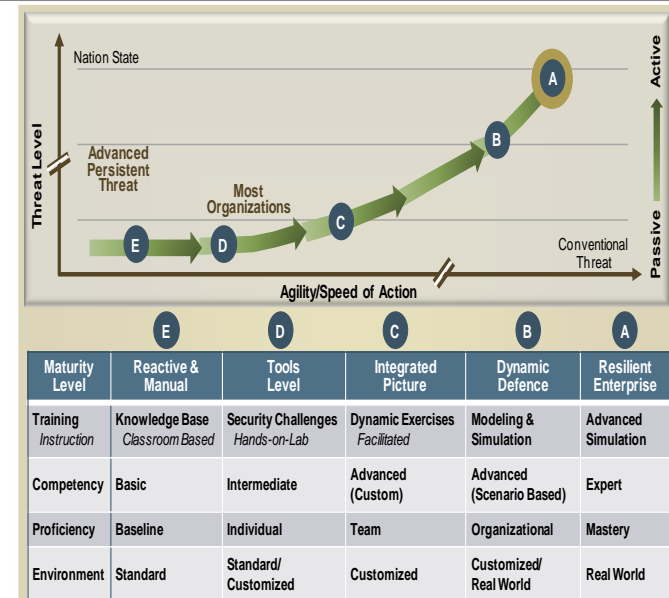 Nation State
Active
Passive
Threat Level
Advanced
Persistent
Threat
Most
Organizations
A
B
C
D
E
Conventional
Threat
Agility/Speed of Action
E D C B A
Maturity Level
Reactive & Manual
Tools Level
Integrated Picture
Dynamic Defence
Resilient Enterprise
Training
Instruction
Knowledge Base
Classroom Based
Security Challenges
Hands-on-Lab
Dynamic Exercises
Facilitated
Modeling &
Simulation
Advanced
Simulation
Competency
Basic
Intermediate
Advanced
(Custom)
Advanced
(Scenario Based)
Expert
Proficiency
Baseline
Individual
Team
Organizational
Mastery
Environment
Standard
Standard/
Customized
Customized
Customized/
Real World
Real World